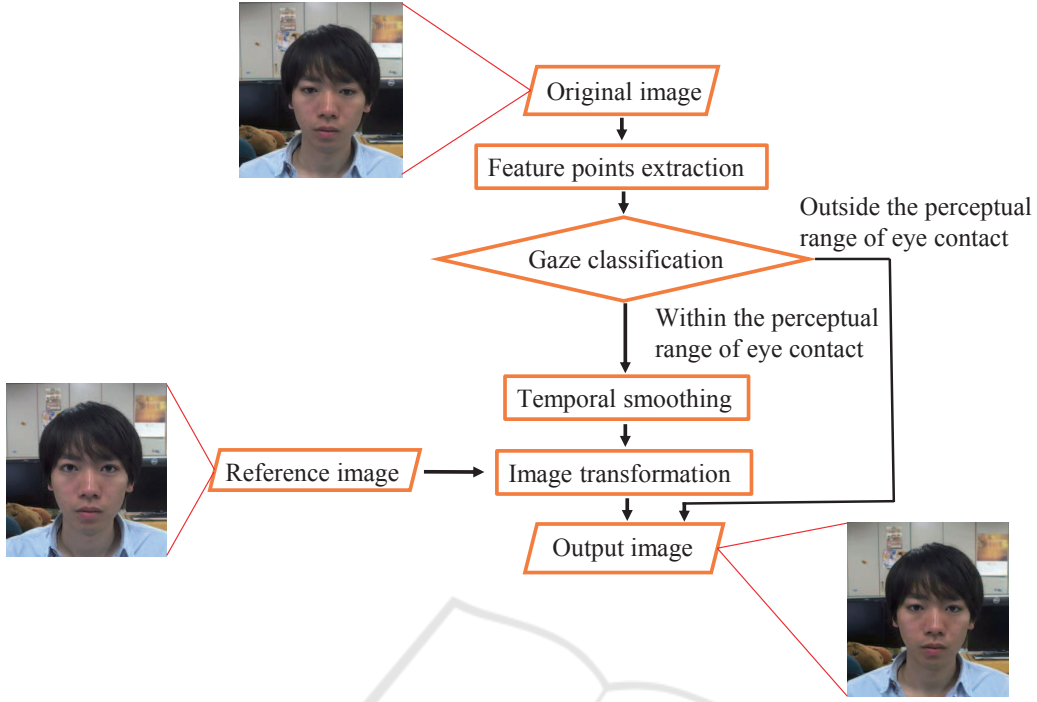 Original image
Feature points extraction
Outside the perceptual
range of eye contact
Gaze classification
Within the perceptual
range of eye contact
Temporal smoothing
Reference image
Image transformation
Output image